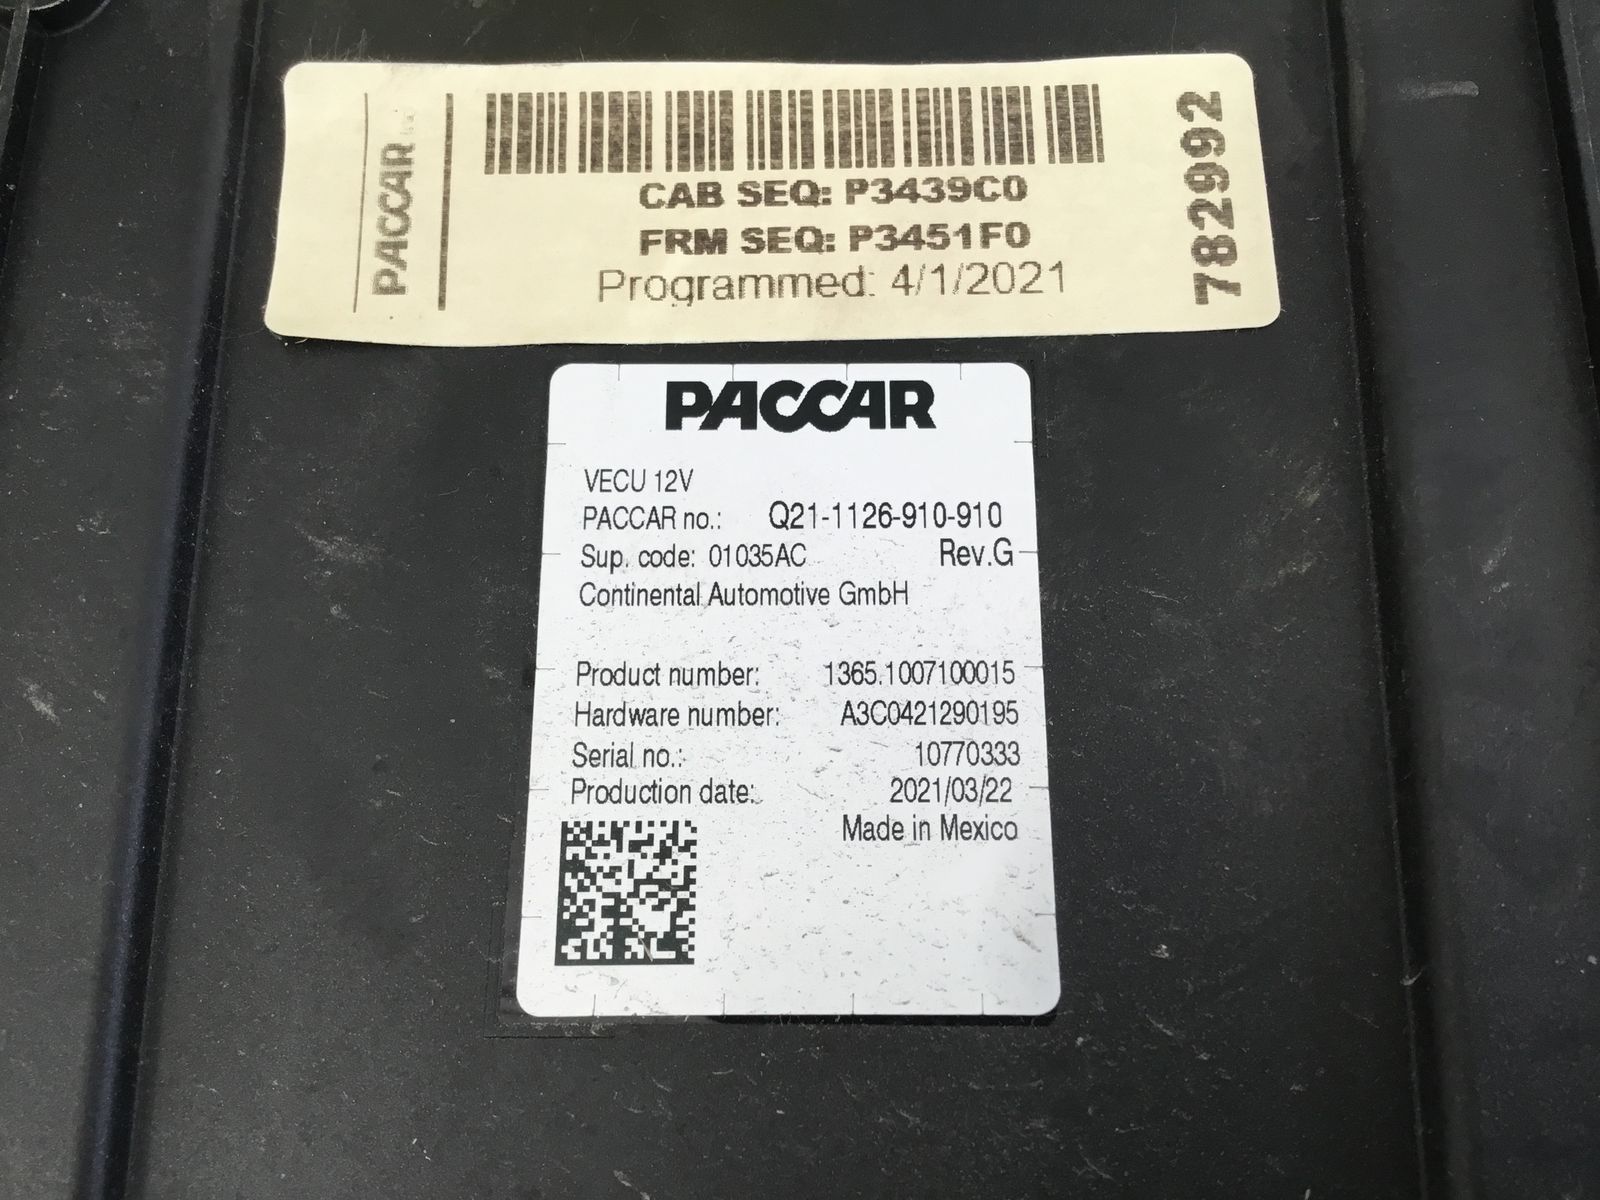 PACCAR
CAB SEQ: P3439C0
FRM SEQ: P3451F0
Programmed: 4/1/2021
782992
PACCAR
VECU 12V
PACCAR no.: Q21-1126-910-910
Sup. code: 01035AC Rev.G
Continental Automotive GmbH
Product number: 1365.1007100015
Hardware number: A3C0421290195
Serial no.: 10770333
Production date: 2021/03/22
Made in Mexico